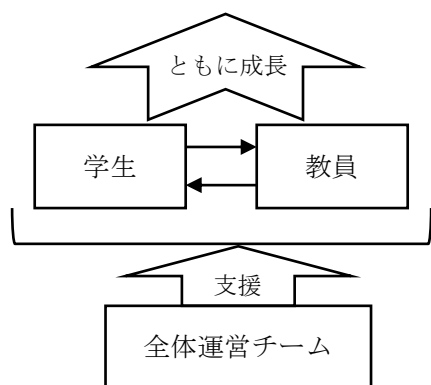 ともに成長
学生
教員
支援
全体運営チーム